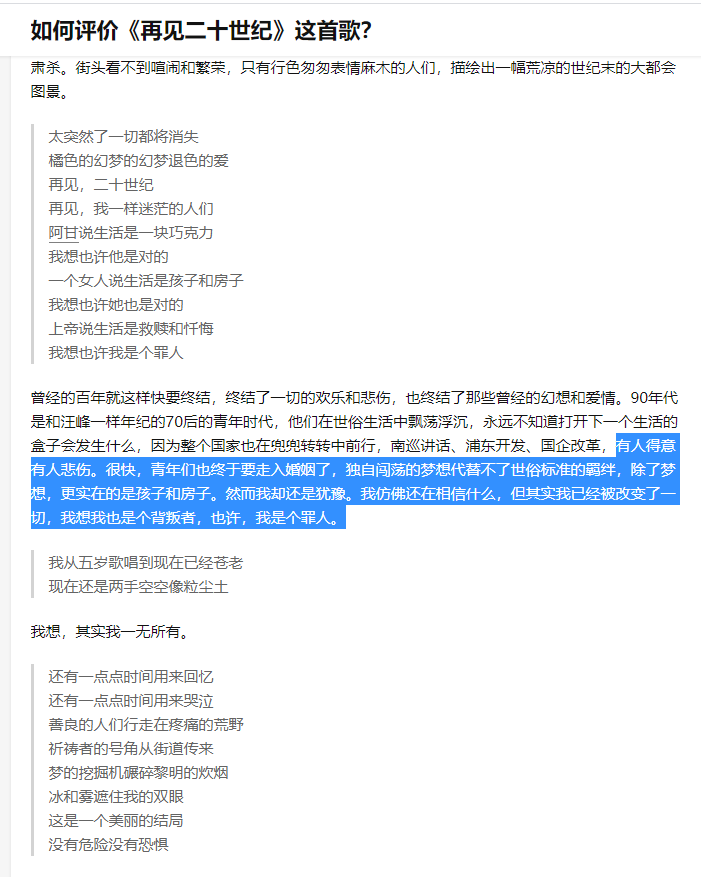 如何评价《再见二十世纪》这首歌?
肃杀。街头看不到喧闹和繁荣，只有行色匆匆表情麻木的人们，描绘出一幅荒凉的世纪末的大都会
图景。
太突然了一切都将消失
橘色的幻梦的幻梦退色的爱
再见，二十世纪
再见，我一样迷茫的人们
阿甘说生活是一块巧克力
我想也许他是对的
一个女人说生活是孩子和房子
我想也许她也是对的
上帝说生活是救赎和忏悔
我想也许我是个罪人
曾经的百年就这样快要终结，终结了一切的欢乐和悲伤，也终结了那些曾经的幻想和爱情。90年代
是和汪峰一样年纪的70后的青年时代，他们在世俗生活中飘荡浮沉，永远不知道打开下一个生活的
盒子会发生什么，因为整个国家也在兜兜转转中前行，南巡讲话、浦东开发、国企改革，有人得意
有人悲伤。很快，青年们也终于要走入婚姻了，独自闯荡的梦想代替不了世俗标准的羁绊，除了梦
想，更实在的是孩子和房子。然而我却还是犹豫。我仿佛还在相信什么，但其实我已经被改变了一
切，我想我也是个背叛者，也许，我是个罪人。
我从五岁歌唱到现在已经苍老
现在还是两手空空像粒尘土
我想，其实我一无所有。
还有一点点时间用来回忆
还有一点点时间用来哭泣
善良的人们行走在疼痛的荒野
祈祷者的号角从街道传来
梦的挖掘机碾碎黎明的炊烟
冰和雾遮住我的双眼
这是一个美丽的结局
没有危险没有恐惧